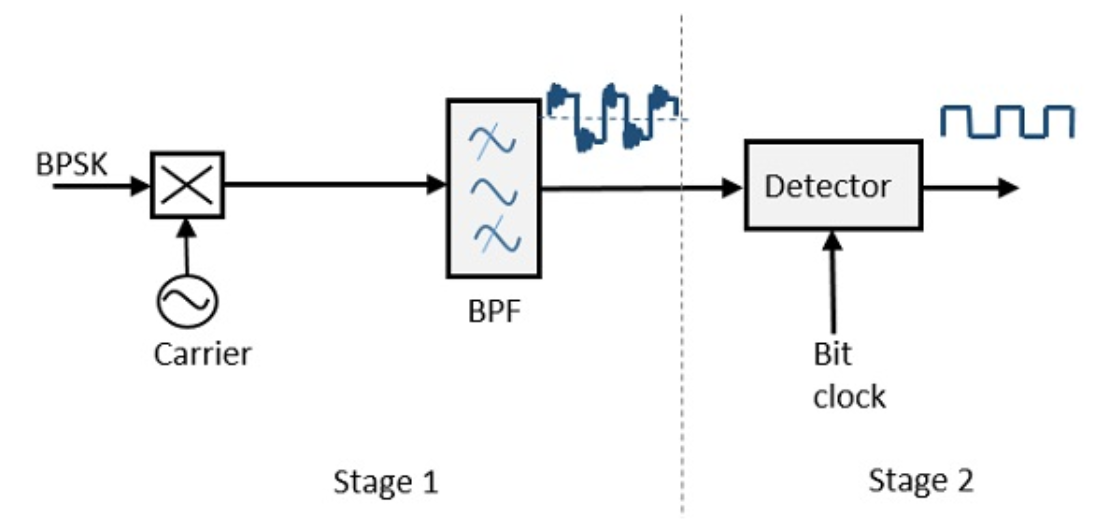 BPSK
Detector
BPF
Carrier
Bit
clock
Stage 1
Stage 2